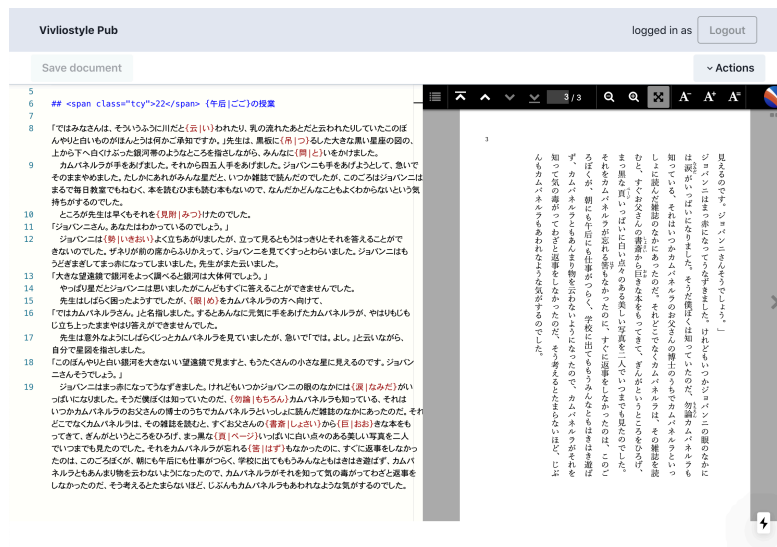 Vivliostyle Pub
logged in as
Logout
Save document
Actions
5
6 ## <span class="tcy">22</span> {午后|ごご}の授業
7
8 「ではみなさんは、そういうふうに川だと{云|い}われたり、乳の流れたあとだと云われたりしていたこのぼ
んやりと白いものがほんとうは何かご承知ですか。」先生は、黒板に{吊|つ}るした大きな黒い星座の図の、
上から下へ白くけぶった銀河帯のようなところを指しながら、みんなに{問|と}いをかけました。
9 カムパネルラが手をあげました。それから四五人手をあげました。ジョバンニも手をあげようとして、急いで
そのままやめました。たしかにあれがみんな星だと、いつか雑誌で読んだのでしたが、このごろはジョバンニは
まるで毎日教室でもねむく、本を読むひまも読む本もないので、なんだかどんなこともよくわからないという気
持ちがするのでした。
10 ところが先生は早くもそれを{見附|みつ}けたのでした。
11 「ジョバンニさん。あなたはわかっているのでしょう。」
12 ジョバンニは{勢|いきおい}よく立ちあがりましたが、立って見るともうはっきりとそれを答えることがで
きないのでした。ザネリが前の席からふりかえって、ジョバンニを見てくすっとわらいました。ジョバンニはも
うどぎまぎしてまっ赤になってしまいました。先生がまた云いました。
13 「大きな望遠鏡で銀河をよっく調べると銀河は大体何でしょう。」
14 やっぱり星だとジョバンニは思いましたがこんどもすぐに答えることができませんでした。
15 先生はしばらく困ったようすでしたが、{眼|め}をカムパネルラの方へ向けて、
16 「ではカムパネルラさん。」と名指しました。するとあんなに元気に手をあげたカムパネルラが、やはりもじも
じ立ち上ったままやはり答えができませんでした。
17 先生は意外なようにしばらくじっとカムパネルラを見ていましたが、急いで「では。よし。」と云いながら、
自分で星図を指しました。
18 「このぼんやりと白い銀河を大きないい望遠鏡で見ますと、もうたくさんの小さな星に見えるのです。ジョバン
ニさんそうでしょう。」
19 ジョバンニはまっ赤になってうなずきました。けれどもいつかジョバンニの眼のなかには{涙|なみだ}がい
っぱいになりました。そうだ僕は知っていたのだ、{勿論|もちろん}カムパネルラも知っている、それは
いつかカムパネルラのお父さんの博士のうちでカムパネルラといっしょに読んだ雑誌のなかにあったのだ。それ
どこでなくカムパネルラは、その雑誌を読むと、すぐお父さんの{書斎|しょさい}から{巨|おお}きな本をも
ってきて、ぎんがというところをひろげ、まっ黒な{頁|ページ}いっぱいに白い点々のある美しい写真を二人
でいつまでも見たのでした。それをカムパネルラが忘れる{筈|はず}もなかったのに、すぐに返事をしなかっ
たのは、このごろぼくが、朝にも午后にも仕事がつらく、学校に出てももうみんなともはきはき遊ばず、カムパ
ネルラともあんまり物を云わないようになったので、カムパネルラがそれを知って気の毒がってわざと返事を
しなかったのだ、そう考えるとたまらないほど、じぶんもカムパネルラもあわれなような気がするのでした。
3 / 3
A⁻ A⁺ A⁼
3
見えるのです。ジョバンニさんそうでしょう。」
ジョバンニはまっ赤になってうなずきました。けれどもいつかジョバンニの眼のなかに
は涙がいっぱいになりました。そうだ僕は知っていたのだ、勿論カムパネルラも
知っている、それはいつかカムパネルラのお父さんの博士のうちでカムパネルラといっ
しょに読んだ雑誌のなかにあったのだ。それどこでなくカムパネルラは、その雑誌を読
むと、すぐお父さんの書斎から巨きな本をもってきて、ぎんがというところをひろげ、
まっ黒な頁いっぱいに白い点々のある美しい写真を二人でいつまでも見たのでした。
それをカムパネルラが忘れる筈もなかったのに、すぐに返事をしなかったのは、このご
ろぼくが、朝にも午后にも仕事がつらく、学校に出てももうみんなともはきはき遊ば
ず、カムパネルラともあんまり物を云わないようになったので、カムパネルラがそれを
知って気の毒がってわざと返事をしなかったのだ、そう考えるとたまらないほど、じぶ
んもカムパネルラもあわれなような気がするのでした。